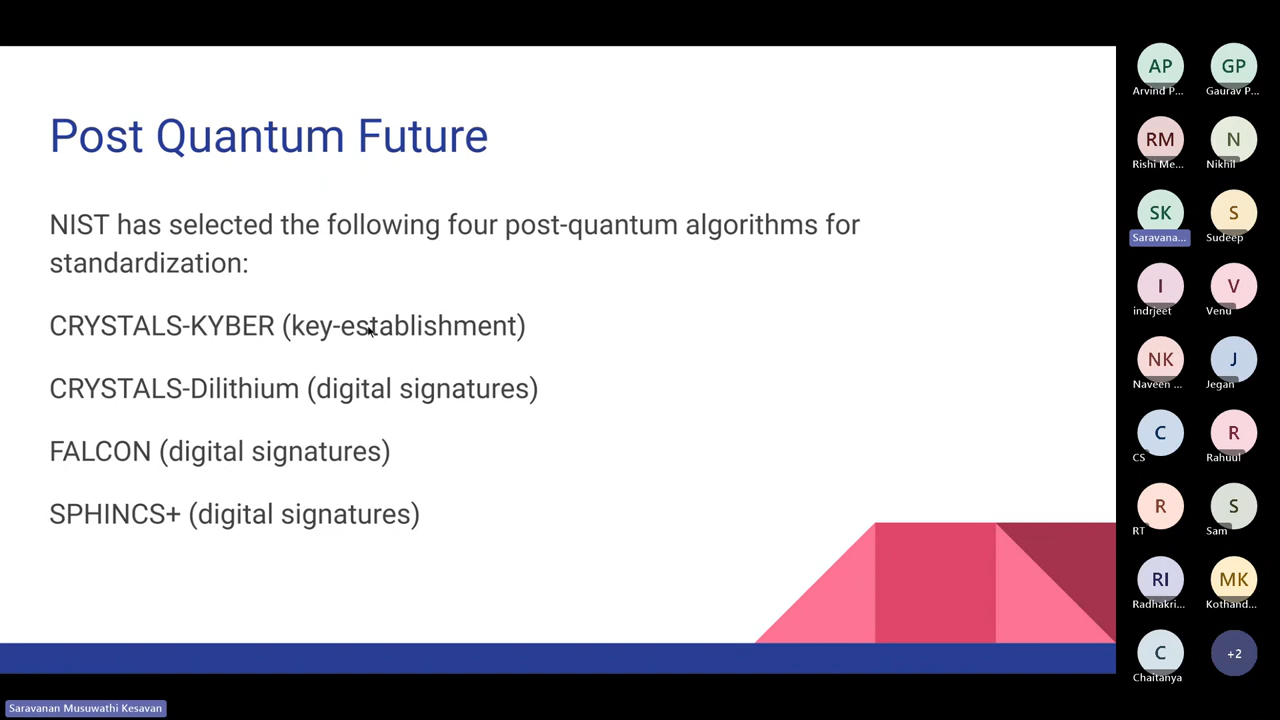 Post Quantum Future
NIST has selected the following four post-quantum algorithms for
standardization:
CRYSTALS-KYBER (key-establishment)
CRYSTALS-Dilithium (digital signatures)
FALCON (digital signatures)
SPHINCS+ (digital signatures)
AP
Arvind P...
GP
Gaurav P...
RM
Rishi Me...
N
Nikhil
SK
Saravana...
S
Sudeep
I
indrjeet
V
Venu
NK
Naveen ...
J
Jegan
C
CS
R
Rahuul
R
RT
S
Sam
RI
Radhakri...
MK
Kothand...
C
Chaitanya
+2
Saravanan Musuwathi Kesavan